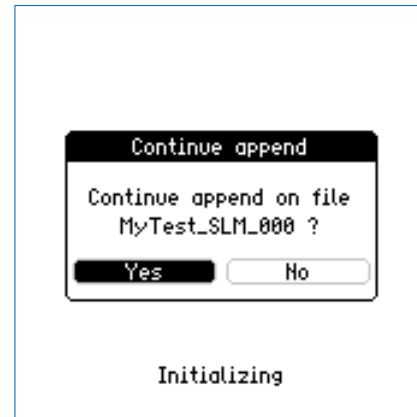 Continue append
Continue append on file
MyTest_SLM_000 ?
Yes No
Initializing